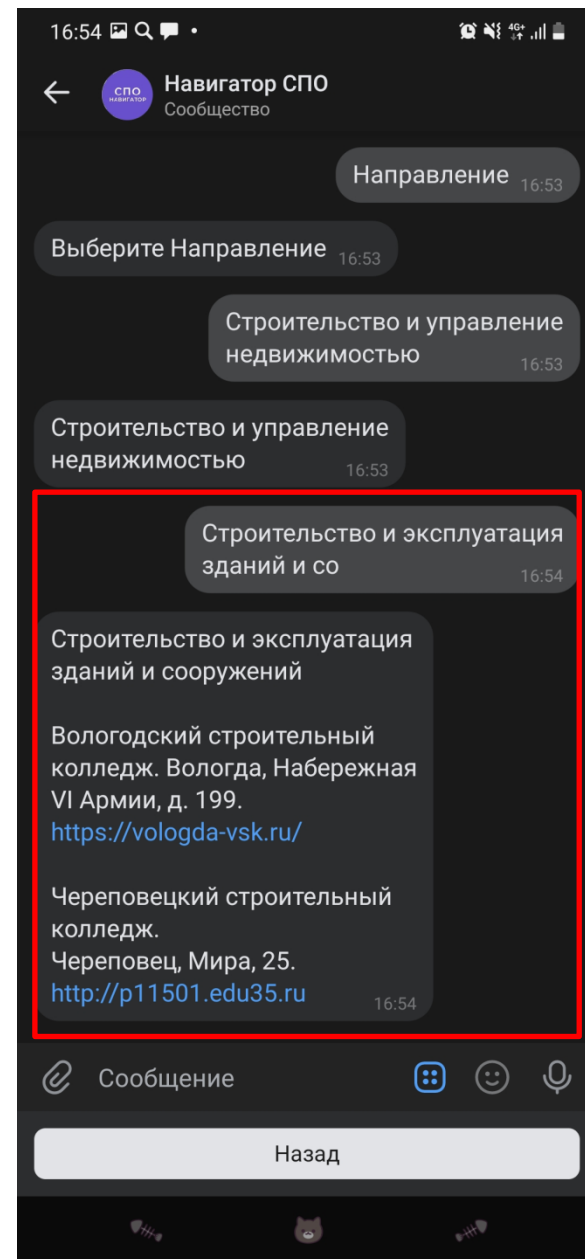 16:54
4G+
СПО
НАВИГАТОР
Навигатор СПО
Сообщество
Направление 16:53
Выберите Направление 16:53
Строительство и управление
недвижимостью 16:53
Строительство и управление
недвижимостью 16:53
Строительство и эксплуатация
зданий и со 16:54
Строительство и эксплуатация
зданий и сооружений
Вологодский строительный
колледж. Вологда, Набережная
VI Армии, д. 199.
https://vologda-vsk.ru/
Череповецкий строительный
колледж.
Череповец, Мира, 25.
http://p11501.edu35.ru 16:54
Сообщение
Назад